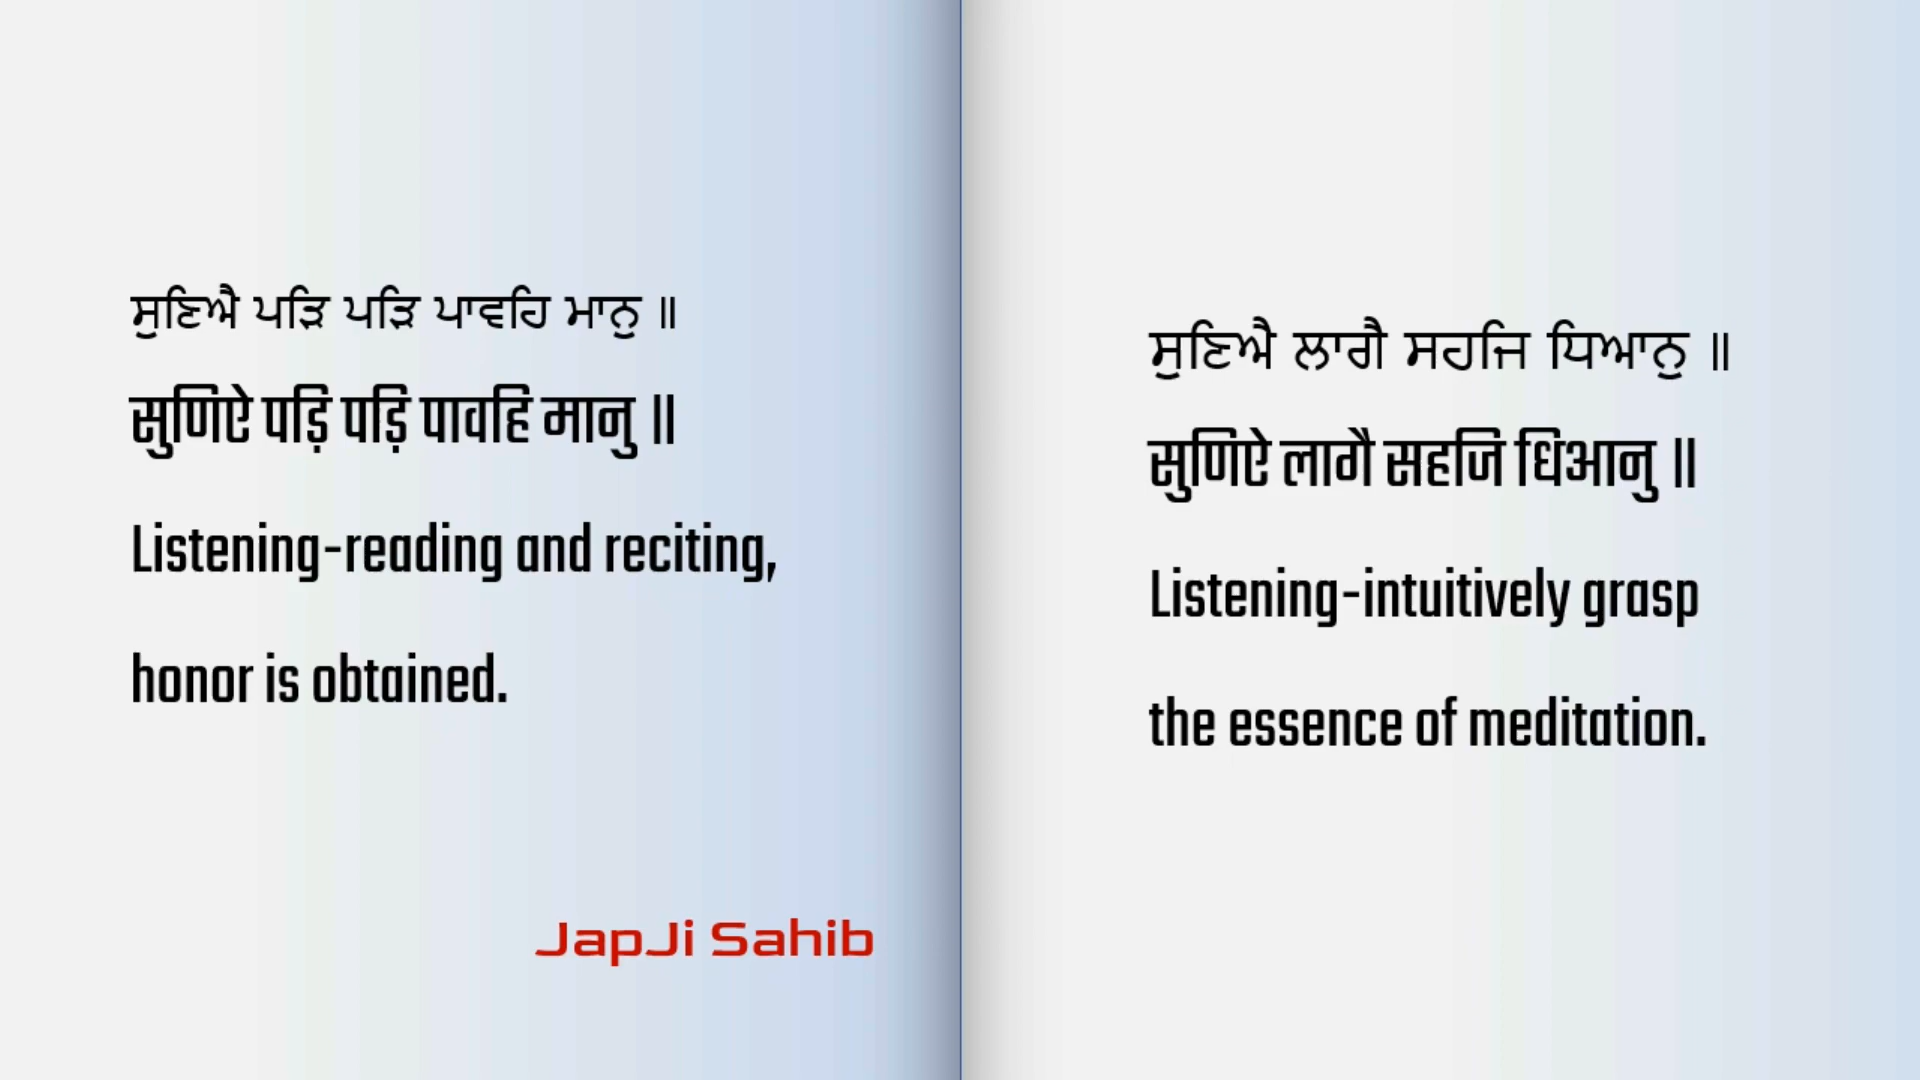 ਸੁਣਿਐ ਪੜਿ ਪੜਿ ਪਾਵਹਿ ਮਾਨੁ ॥
सुणिऐ पड़ि पड़ि पावहि मानु ॥
Listening-reading and reciting,
honor is obtained.
JapJi Sahib
ਸੁਣਿਐ ਲਾਗੈ ਸਹਜਿ ਧਿਆਨੁ ॥
सुणिऐ लागै सहजि धिआनु ॥
Listening-intuitively grasp
the essence of meditation.